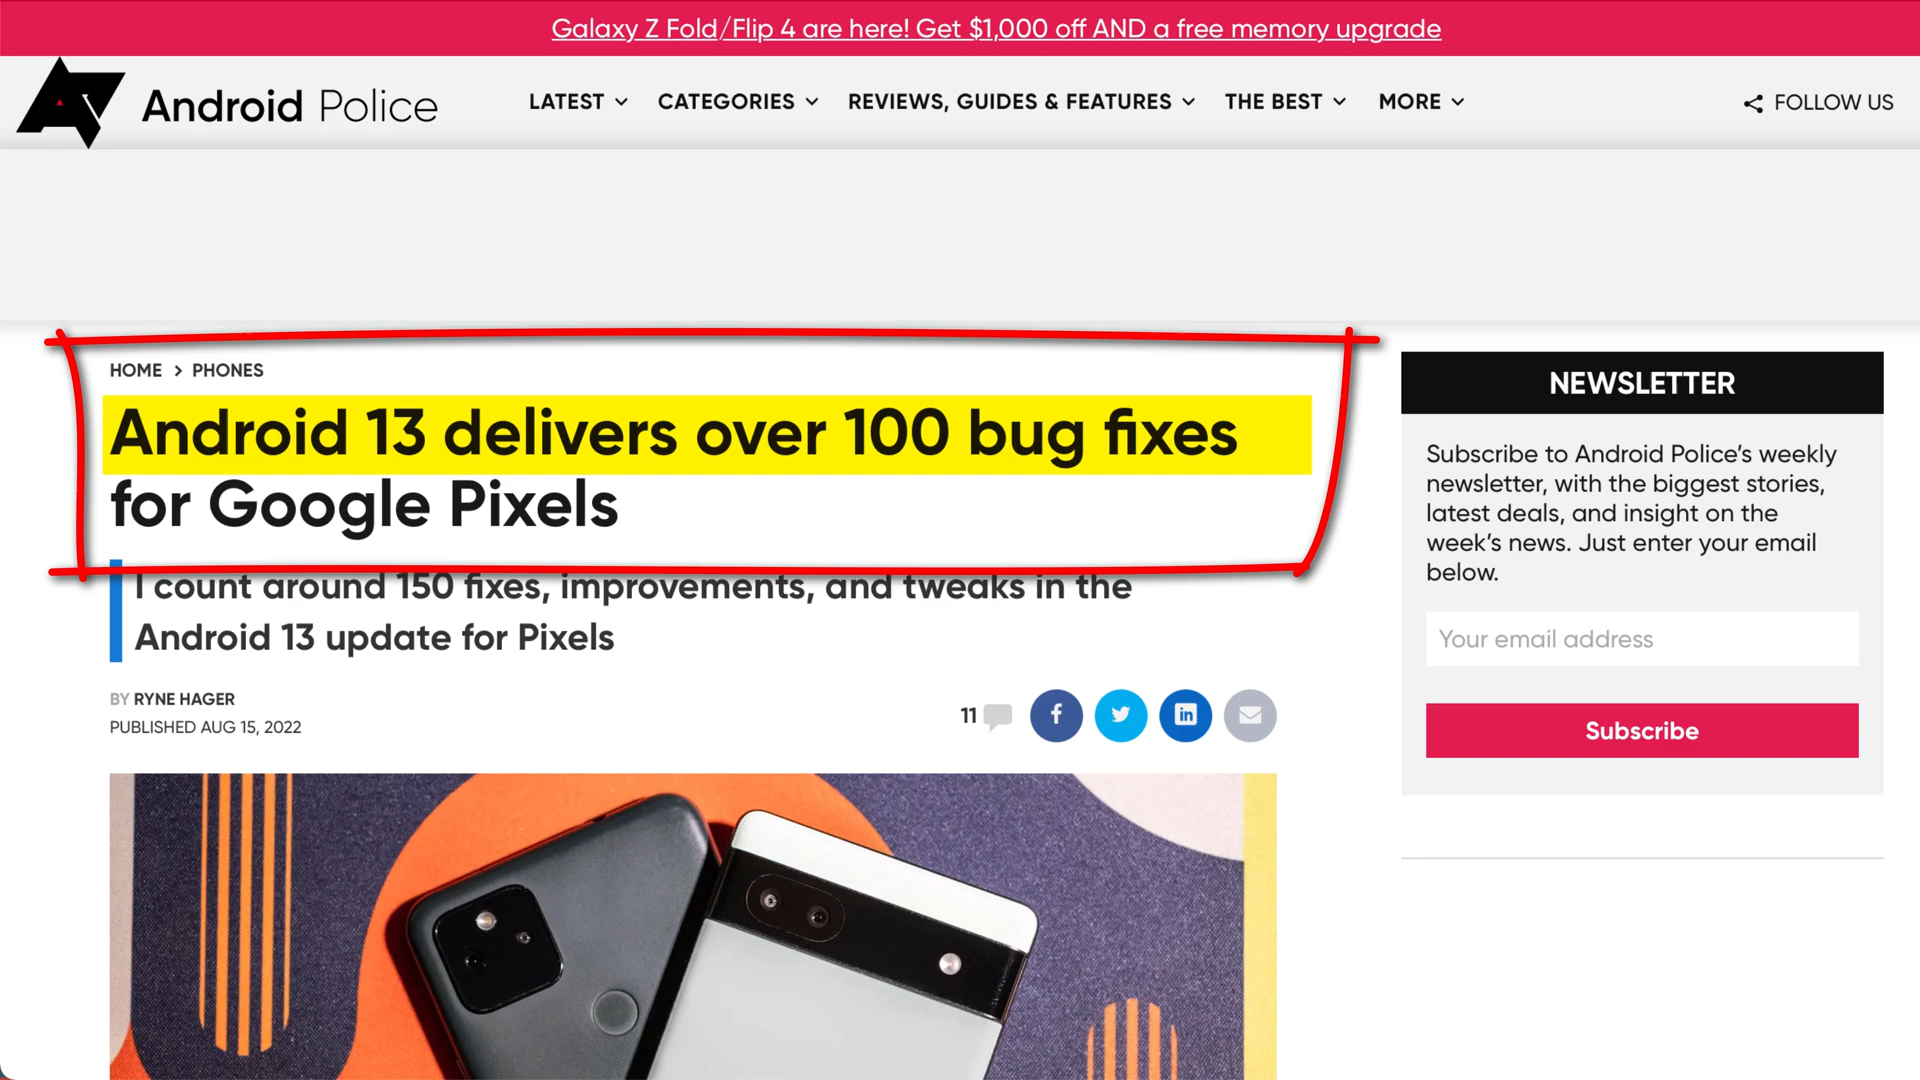 Galaxy Z Fold/Flip 4 are here! Get $1,000 off AND a free memory upgrade
Android Police
LATEST
CATEGORIES
REVIEWS, GUIDES & FEATURES
THE BEST
MORE
FOLLOW US
HOME > PHONES
Android 13 delivers over 100 bug fixes
for Google Pixels
I count around 150 fixes, improvements, and tweaks in the
Android 13 update for Pixels
BY RYNE HAGER
PUBLISHED AUG 15, 2022
11
NEWSLETTER
Subscribe to Android Police’s weekly
newsletter, with the biggest stories,
latest deals, and insight on the
week’s news. Just enter your email
below.
Your email address
Subscribe